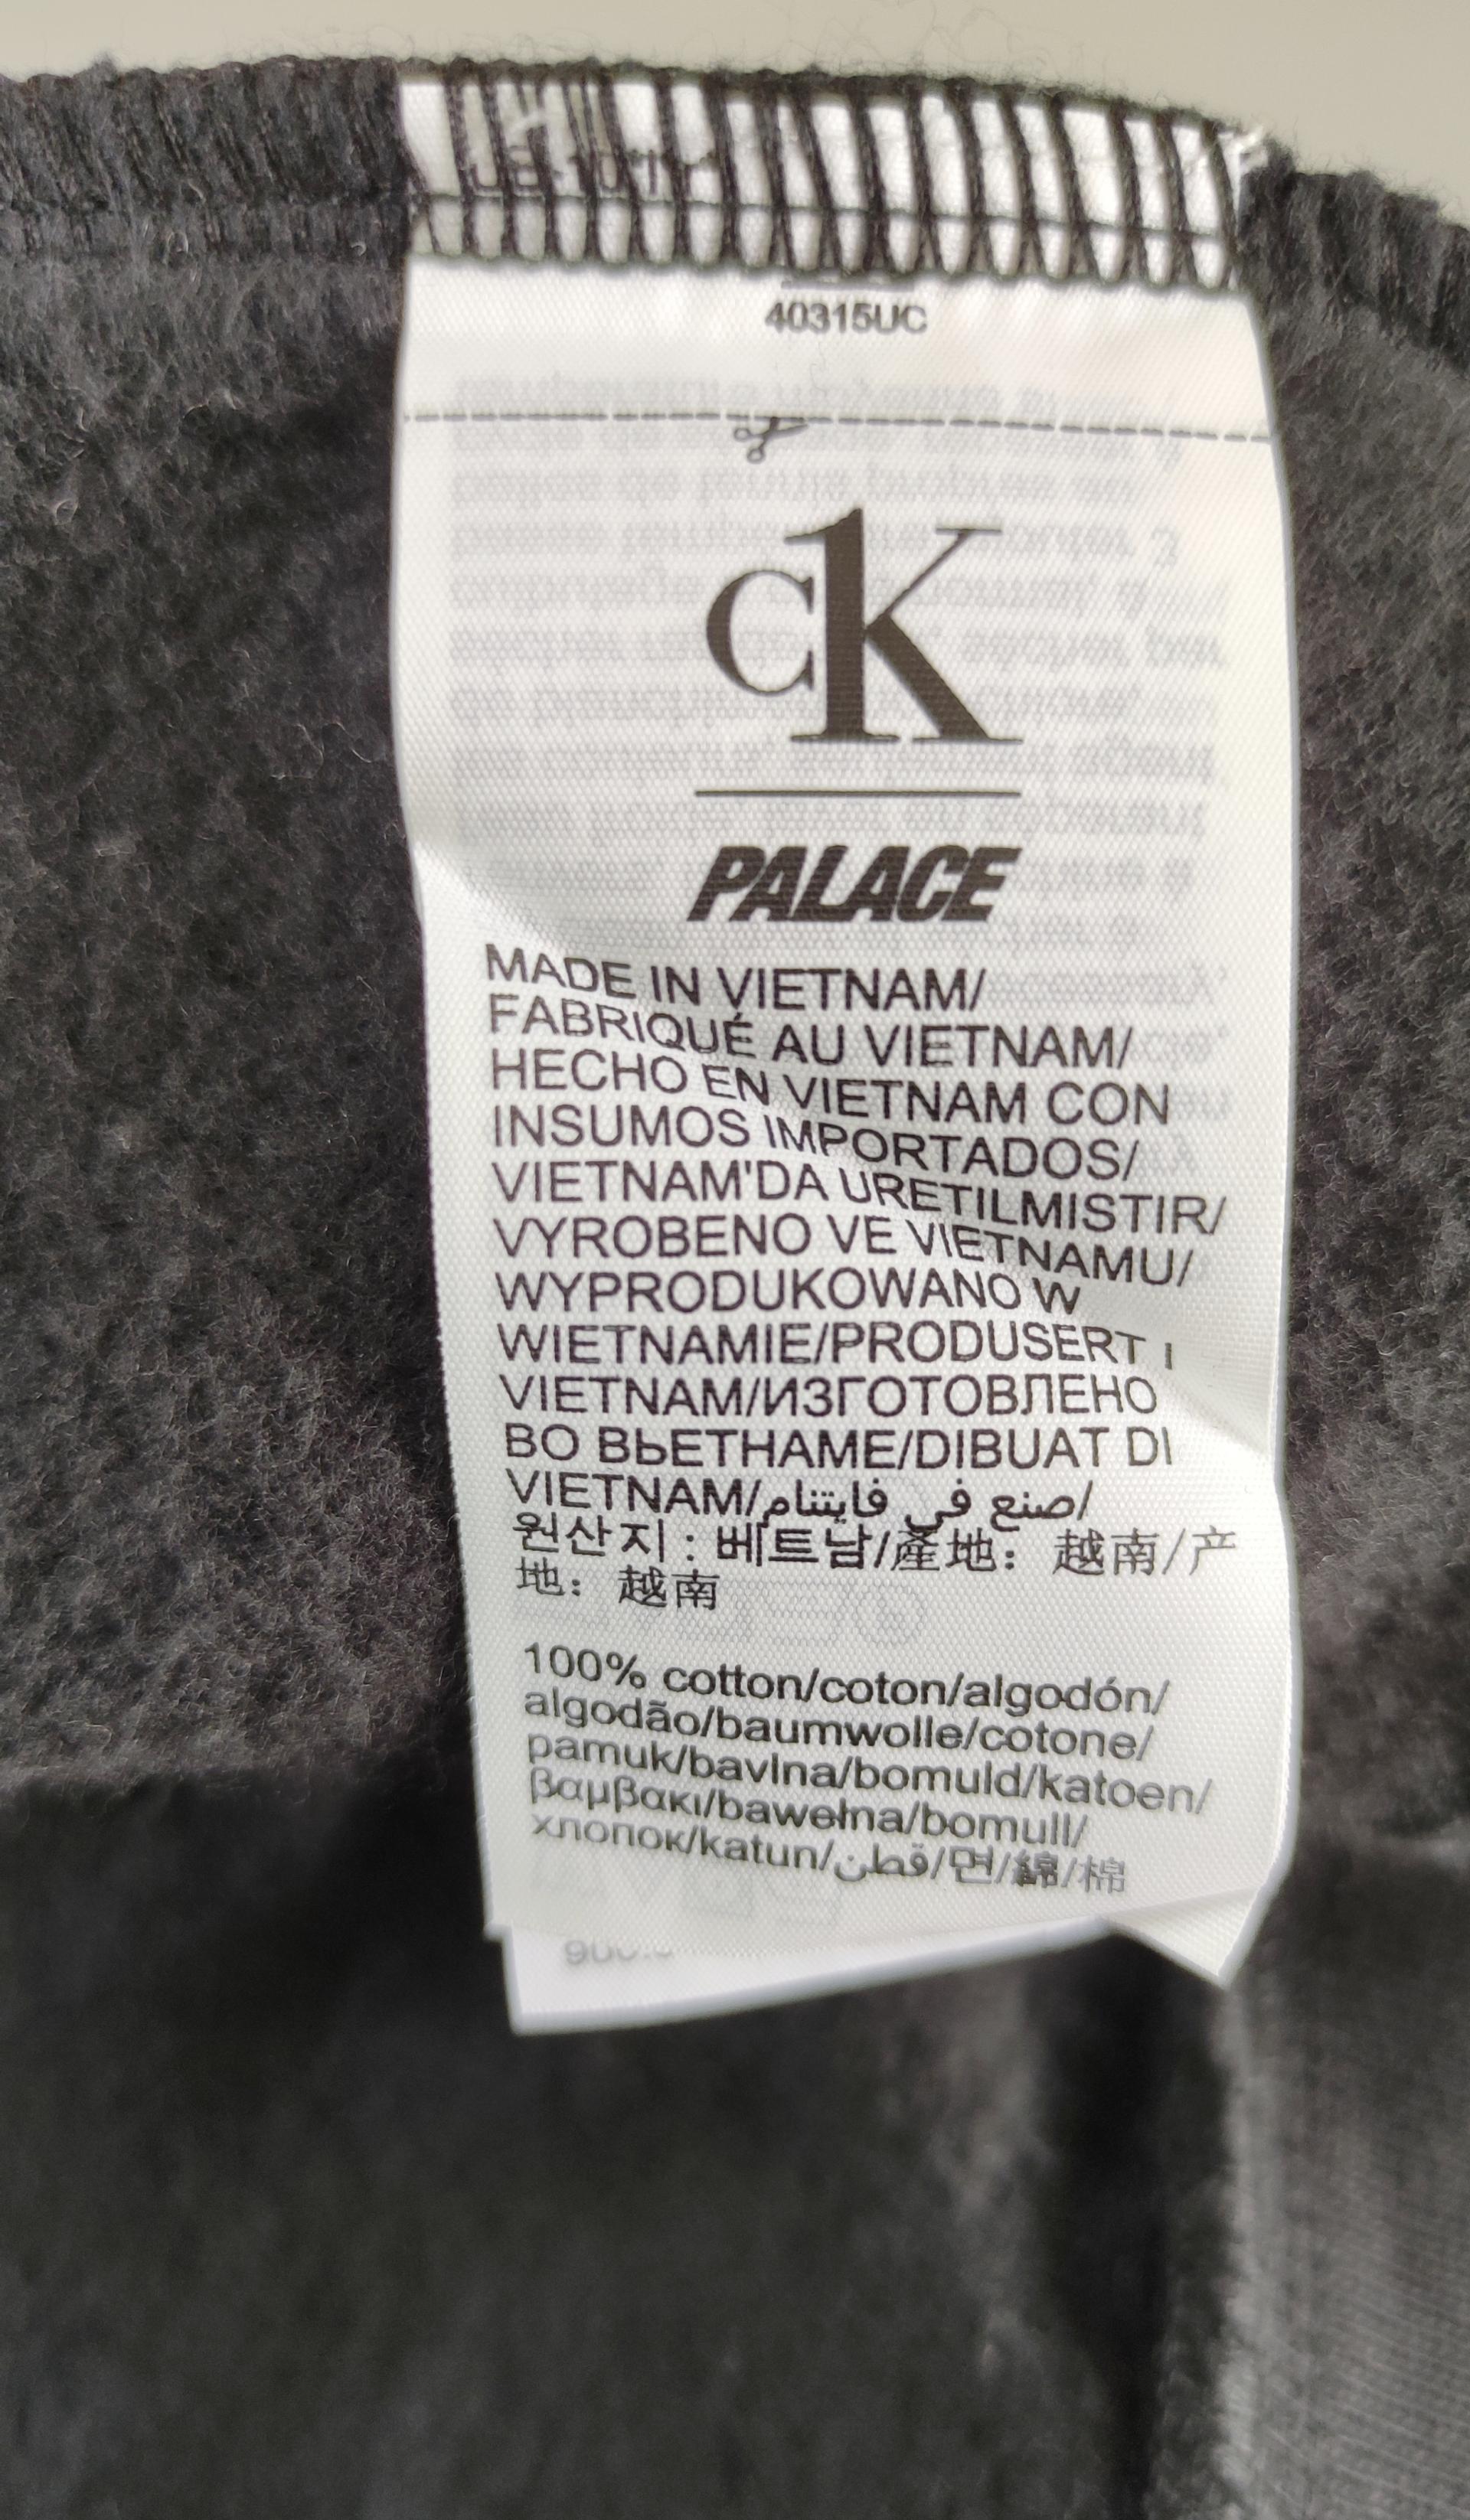 40315UC
cK
PALACE
MADE IN VIETNAM/
FABRIQUÉ AU VIETNAM/
HECHO EN VIETNAM CON
INSUMOS IMPORTADOS/
VIETNAM'DA URETILMISTIR/
VYROBENO VE VIETNAMU/
WYPRODUKOWANO W
WIETNAMIE/PRODUSERT I
VIETNAM/ИЗГОТОВЛЕНО
ВО ВЬЕТНАМЕ/DIBUAT DI
VIETNAM/صنع في فايتنام/
원산지 : 베트남/產地：越南/产
地：越南
100% cotton/coton/algodón/
algodão/baumwolle/cotone/
pamuk/bavlna/bomuld/katoen/
βαμβακι/bawełna/bomull/
хлопок/katun/قطن/면/綿/棉